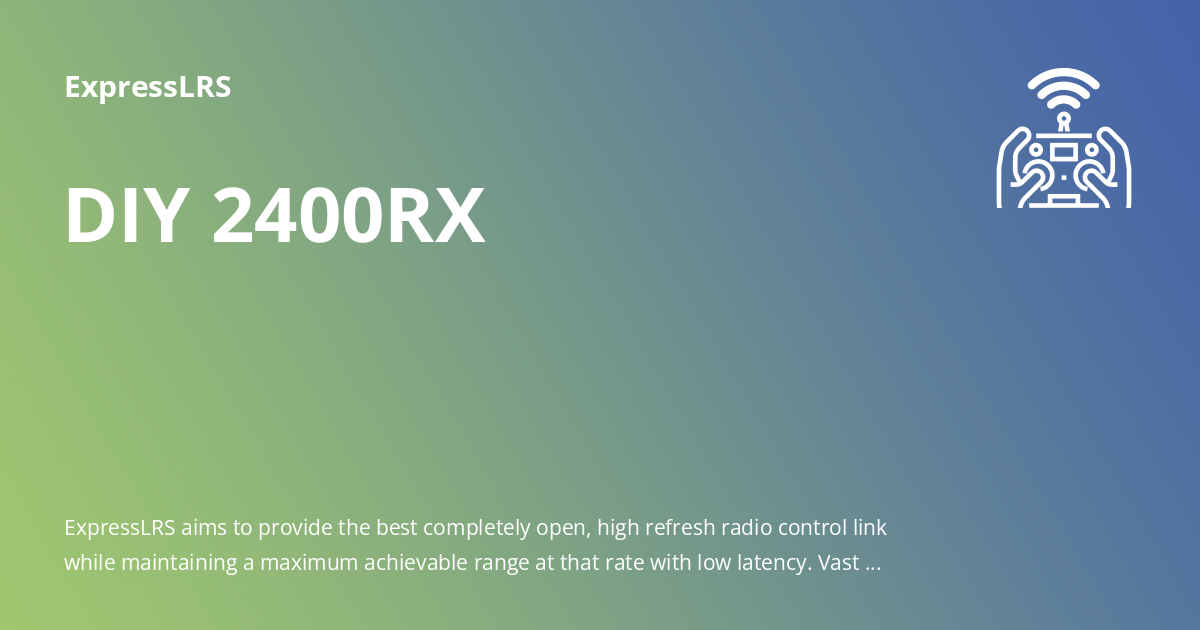 ExpressLRS
DIY 2400RX
ExpressLRS aims to provide the best completely open, high refresh radio control link
while maintaining a maximum achievable range at that rate with low latency. Vast ...